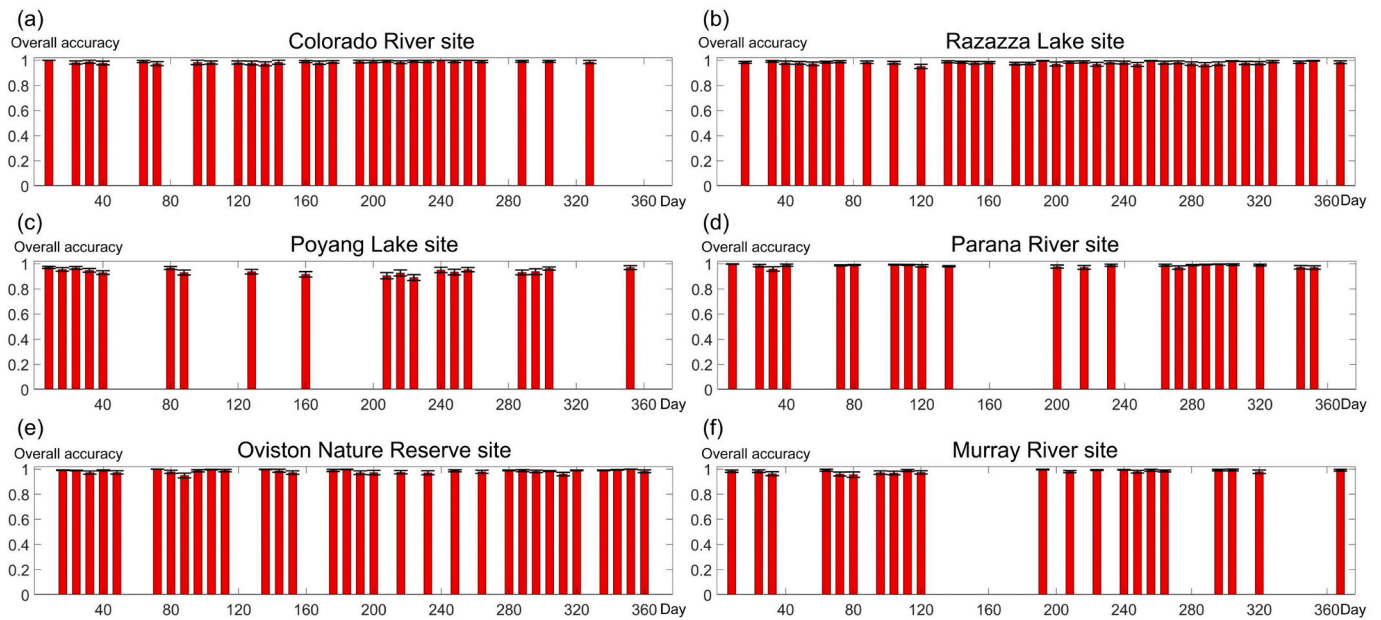 (a)
Overall accuracy
Colorado River site
1
0.8
0.6
0.4
0.2
0
40 80 120 160 200 240 280 320 360 Day
(b)
Overall accuracy
Razazza Lake site
1
0.8
0.6
0.4
0.2
0
40 80 120 160 200 240 280 320 360 Day
(c)
Overall accuracy
Poyang Lake site
1
0.8
0.6
0.4
0.2
0
40 80 120 160 200 240 280 320 360 Day
(d)
Overall accuracy
Parana River site
1
0.8
0.6
0.4
0.2
0
40 80 120 160 200 240 280 320 360 Day
(e)
Overall accuracy
Oviston Nature Reserve site
1
0.8
0.6
0.4
0.2
0
40 80 120 160 200 240 280 320 360 Day
(f)
Overall accuracy
Murray River site
1
0.8
0.6
0.4
0.2
0
40 80 120 160 200 240 280 320 360 Day